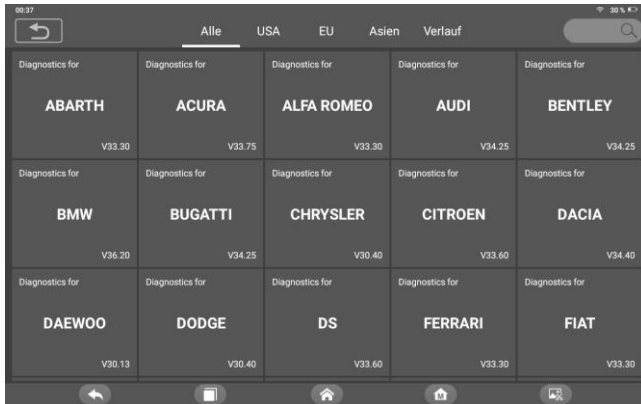 00:37
30 %
Alle USA EU Asien Verlauf
Diagnostics for Diagnostics for Diagnostics for Diagnostics for Diagnostics for
ABARTH ACURA ALFA ROMEO AUDI BENTLEY
V33.30 V33.75 V33.30 V34.25 V34.25
Diagnostics for Diagnostics for Diagnostics for Diagnostics for Diagnostics for
BMW BUGATTI CHRYSLER CITROEN DACIA
V36.20 V34.25 V30.40 V33.60 V34.40
Diagnostics for Diagnostics for Diagnostics for Diagnostics for Diagnostics for
DAEWOO DODGE DS FERRARI FIAT
V30.13 V30.40 V33.60 V33.30 V33.30
M